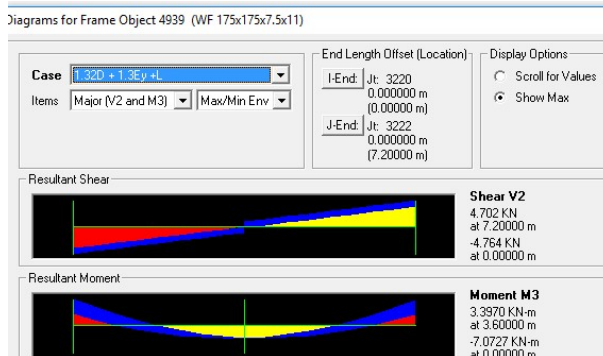 Diagrams for Frame Object 4939 (WF 175x175x7.5x11)
Case 1.32D + 1.3Ey +L
Items Major (V2 and M3) Max/Min Env
End Length Offset (Location)
I-End: Jt: 3220
0.000000 m
(0.00000 m)
J-End: Jt: 3222
0.000000 m
(7.20000 m)
Display Options
Scroll for Values
Show Max
Resultant Shear
Shear V2
4.702 KN
at 7.20000 m
-4.764 KN
at 0.00000 m
Resultant Moment
Moment M3
3.3970 KN-m
at 3.60000 m
-7.0727 KN-m
at 0.00000 m